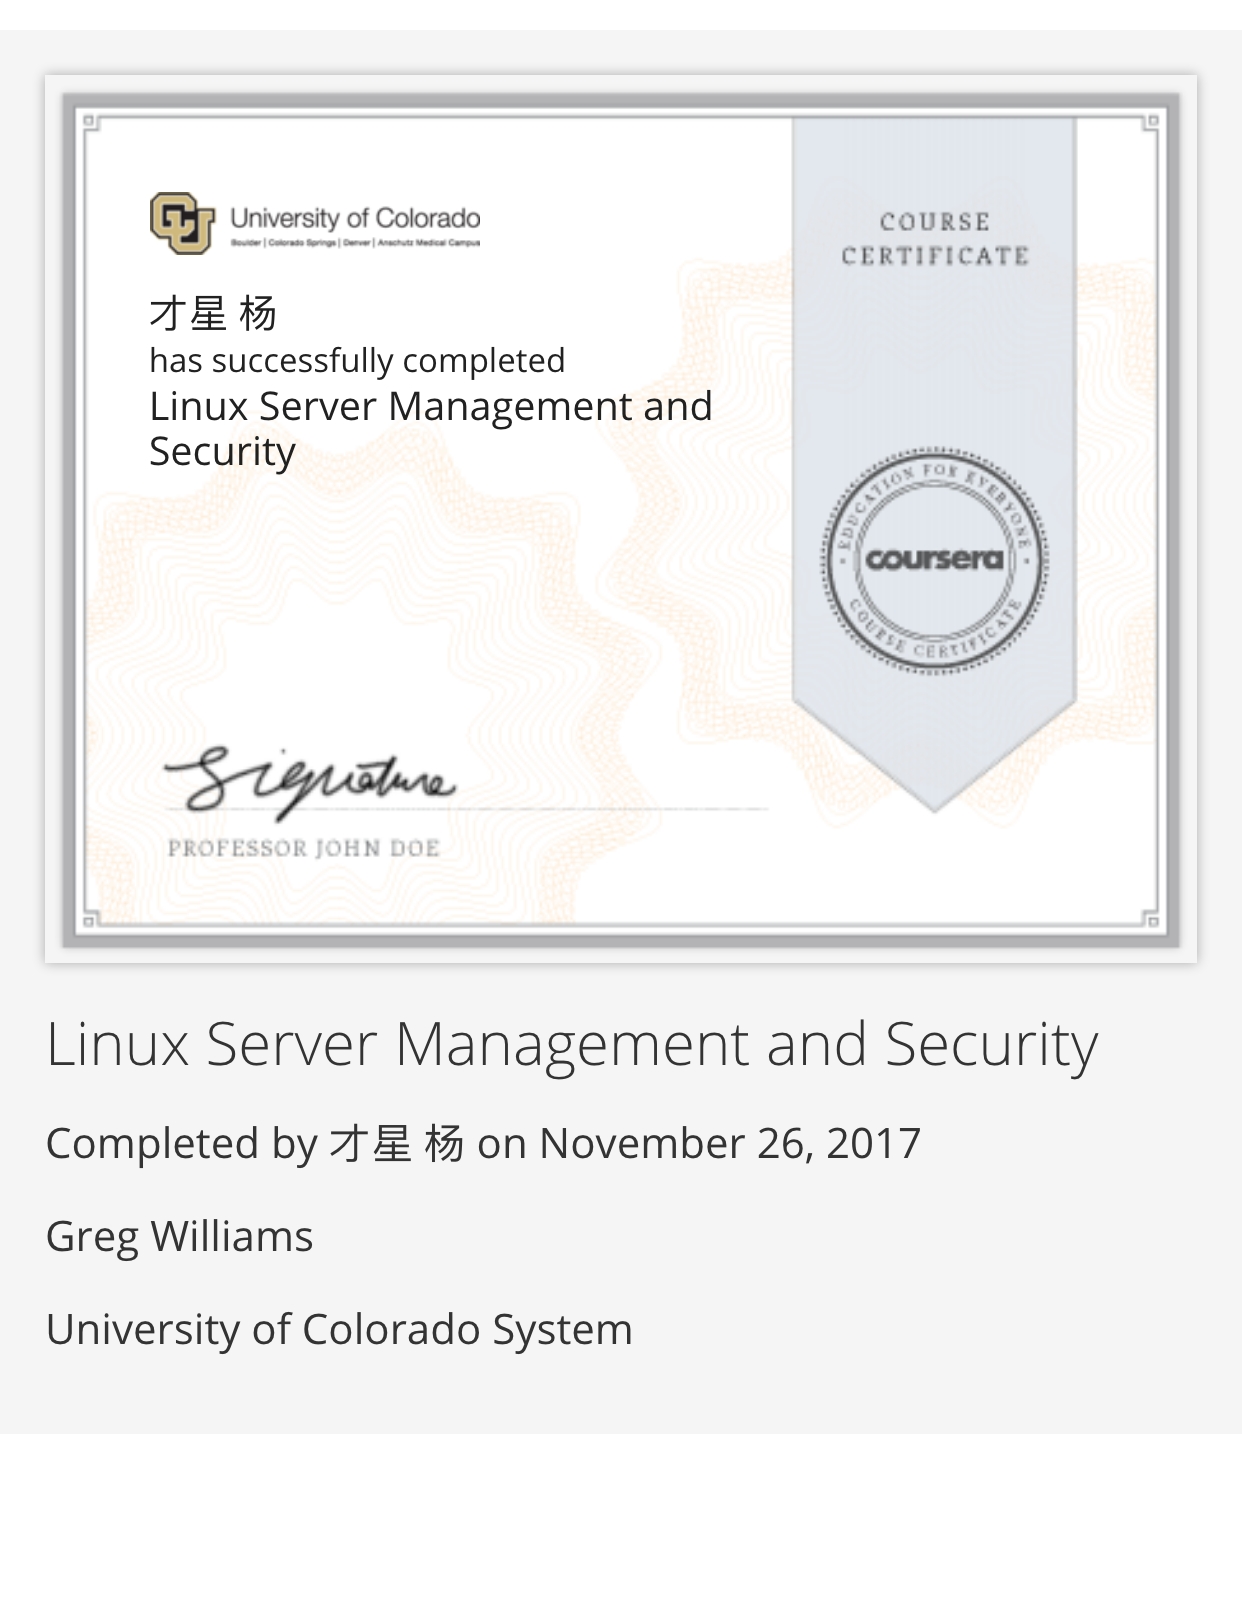 University of Colorado
Boulder | Colorado Springs | Denver | Anschutz Medical Campus
COURSE
CERTIFICATE
才星 杨
has successfully completed
Linux Server Management and
Security
EDUCATION FOR EVERYONE
coursera
COURSE CERTIFICATE
Signature
PROFESSOR JOHN DOE
Linux Server Management and Security
Completed by 才星 杨 on November 26, 2017
Greg Williams
University of Colorado System